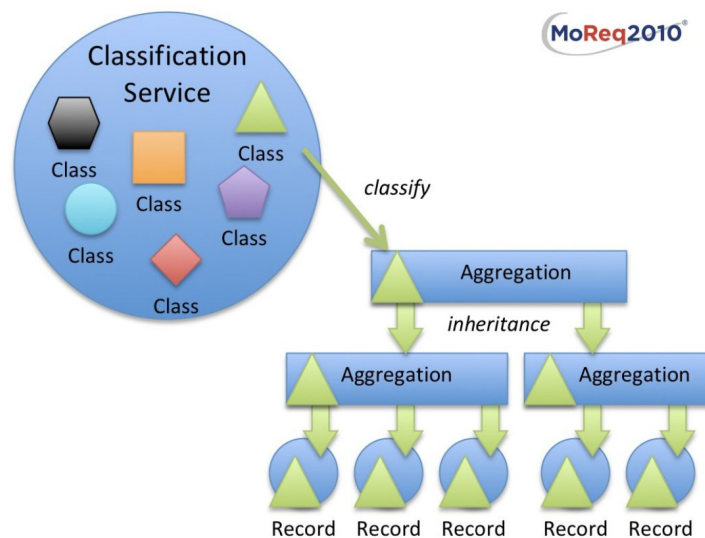 MoReq2010®
Classification
Service
Class
Class
Class
Class
Class
Class
classify
Aggregation
inheritance
Aggregation
Aggregation
Record
Record
Record
Record
Record